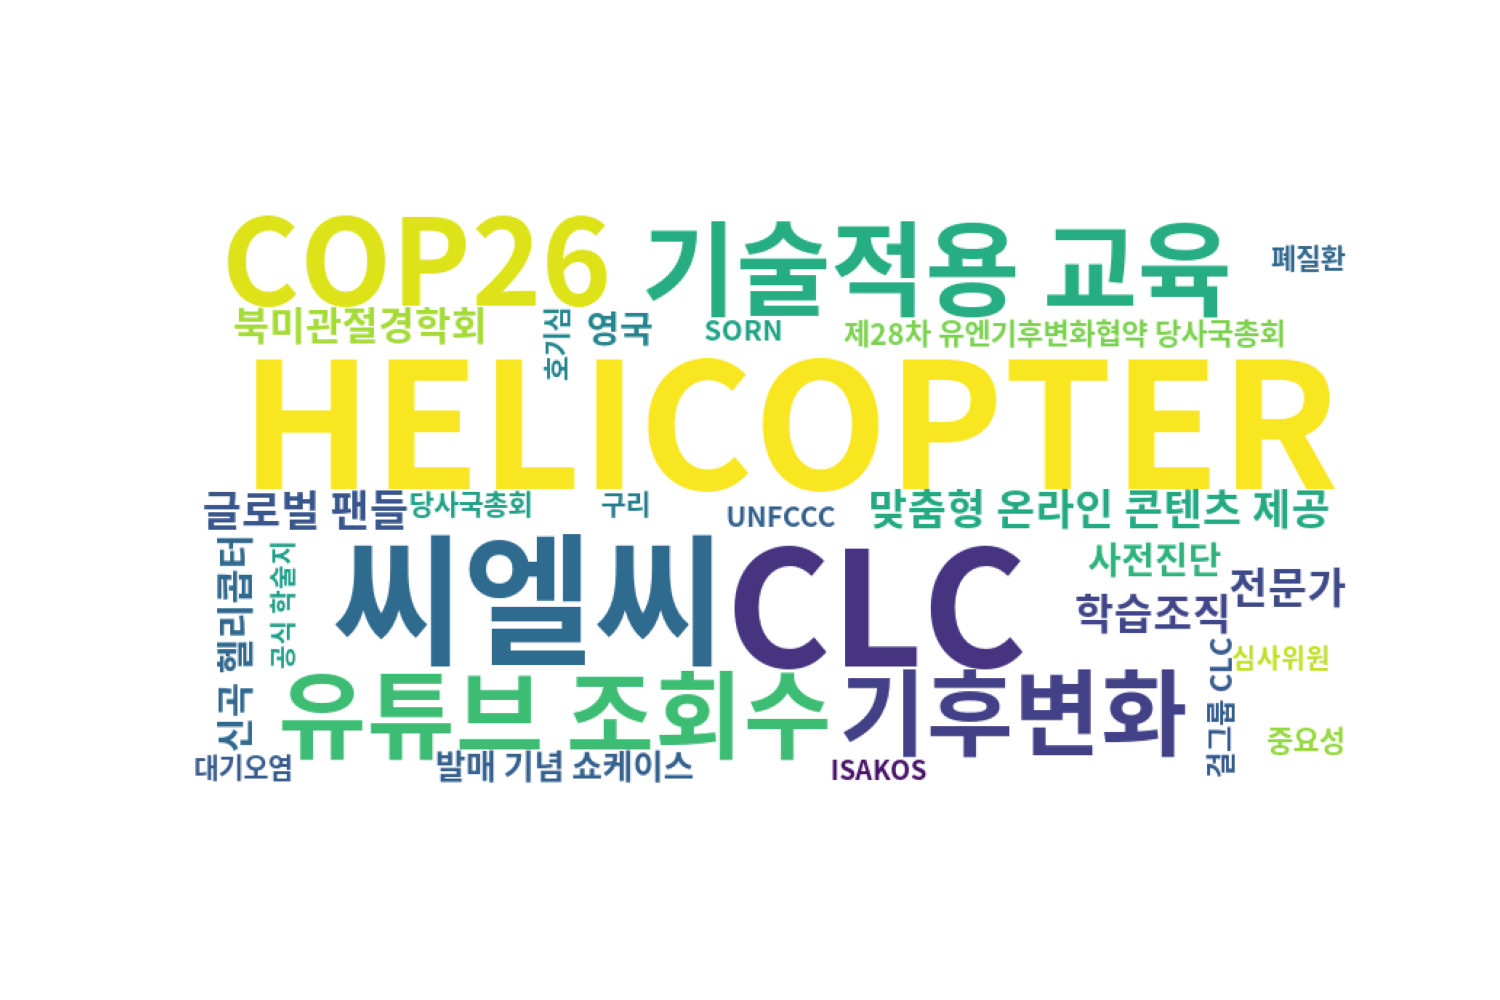 COP26 기술적용 교육 폐질환
북미관절경학회 호기심 영국 SORN 제28차 유엔기후변화협약 당사국총회
HELICOPTER
글로벌 팬들 당사국총회 구리 UNFCCC 맞춤형 온라인 콘텐츠 제공
신곡 헬리콥터
공식 학술지
씨엘씨 CLC
사전진단
학습조직 전문가
걸그룹 CLC
심사위원
유튜브 조회수 기후변화
중요성
대기오염 발매 기념 쇼케이스 ISAKOS